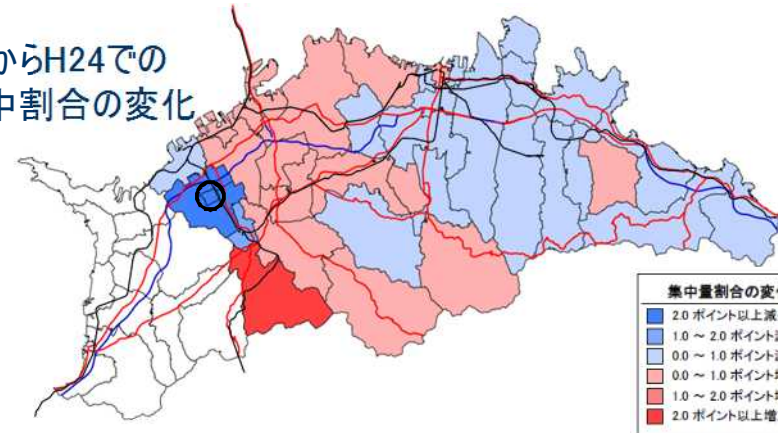 からH24での
中割合の変化
集中量割合の変
2.0 ポイント以上減
1.0 ～ 2.0 ポイント
0.0 ～ 1.0 ポイント
0.0 ～ 1.0 ポイント
1.0 ～ 2.0 ポイント
2.0 ポイント以上増